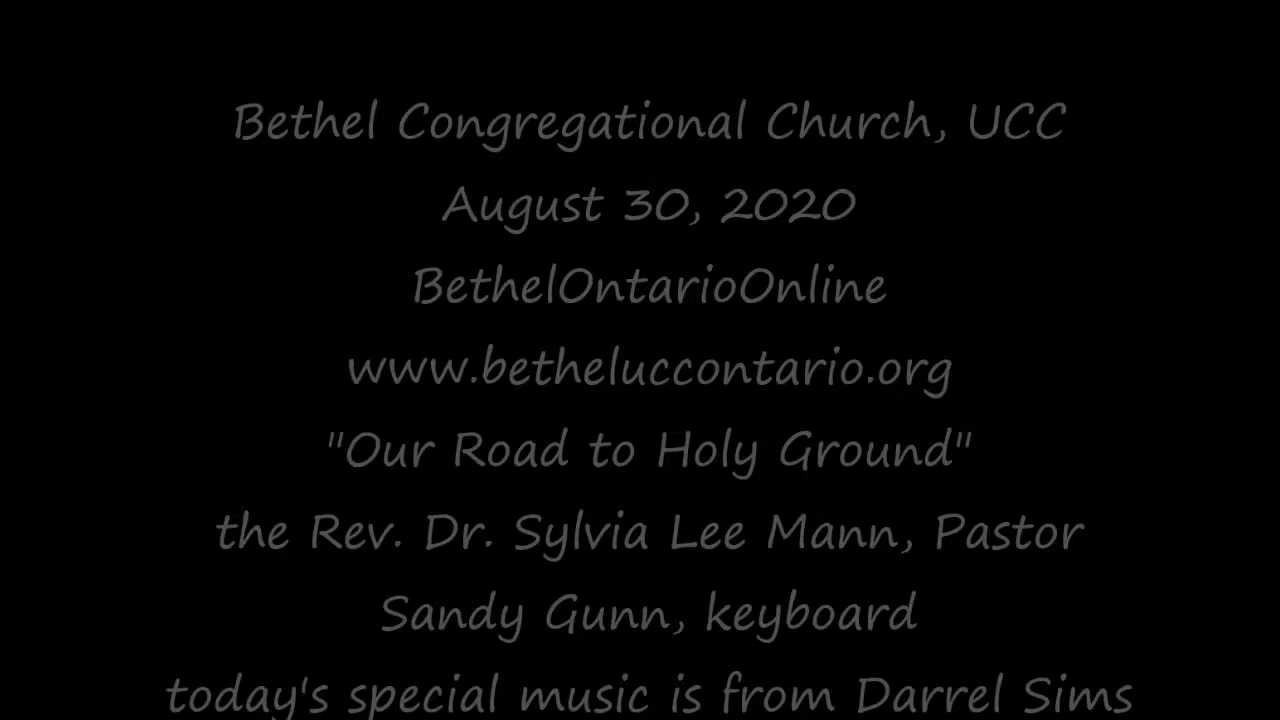 Bethel Congregational Church, UCC
August 30, 2020
BethelOntarioOnline
www.betheluccontario.org
"Our Road to Holy Ground"
the Rev. Dr. Sylvia Lee Mann, Pastor
Sandy Gunn, keyboard
today's special music is from Darrel Sims